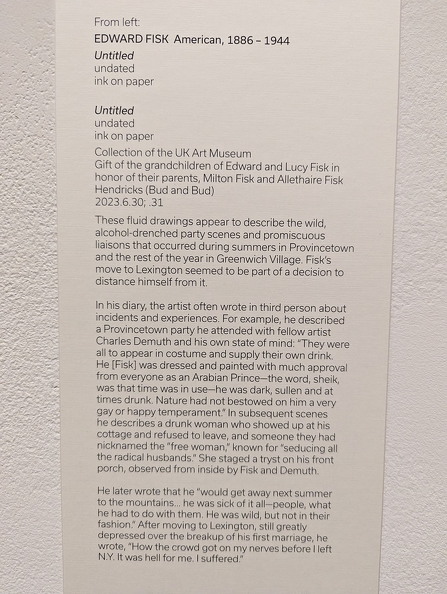 From left:
EDWARD FISK American, 1886 – 1944
Untitled
undated
ink on paper
Untitled
undated
ink on paper
Collection of the UK Art Museum
Gift of the grandchildren of Edward and Lucy Fisk in
honor of their parents, Milton Fisk and Allethaire Fisk
Hendricks (Bud and Bud)
2023.6.30; .31
These fluid drawings appear to describe the wild,
alcohol-drenched party scenes and promiscuous
liaisons that occurred during summers in Provincetown
and the rest of the year in Greenwich Village. Fisk's
move to Lexington seemed to be part of a decision to
distance himself from it.
In his diary, the artist often wrote in third person about
incidents and experiences. For example, he described
a Provincetown party he attended with fellow artist
Charles Demuth and his own state of mind: "They were
all to appear in costume and supply their own drink.
He [Fisk] was dressed and painted with much approval
from everyone as an Arabian Prince—the word, sheik,
was that time was in use—he was dark, sullen and at
times drunk. Nature had not bestowed on him a very
gay or happy temperament." In subsequent scenes
he describes a drunk woman who showed up at his
cottage and refused to leave, and someone they had
nicknamed the "free woman," known for "seducing all
the radical husbands." She staged a tryst on his front
porch, observed from inside by Fisk and Demuth.
He later wrote that he "would get away next summer
to the mountains... he was sick of it all—people, what
he had to do with them. He was wild, but not in their
fashion." After moving to Lexington, still greatly
depressed over the breakup of his first marriage, he
wrote, "How the crowd got on my nerves before I left
N.Y. It was hell for me. I suffered."